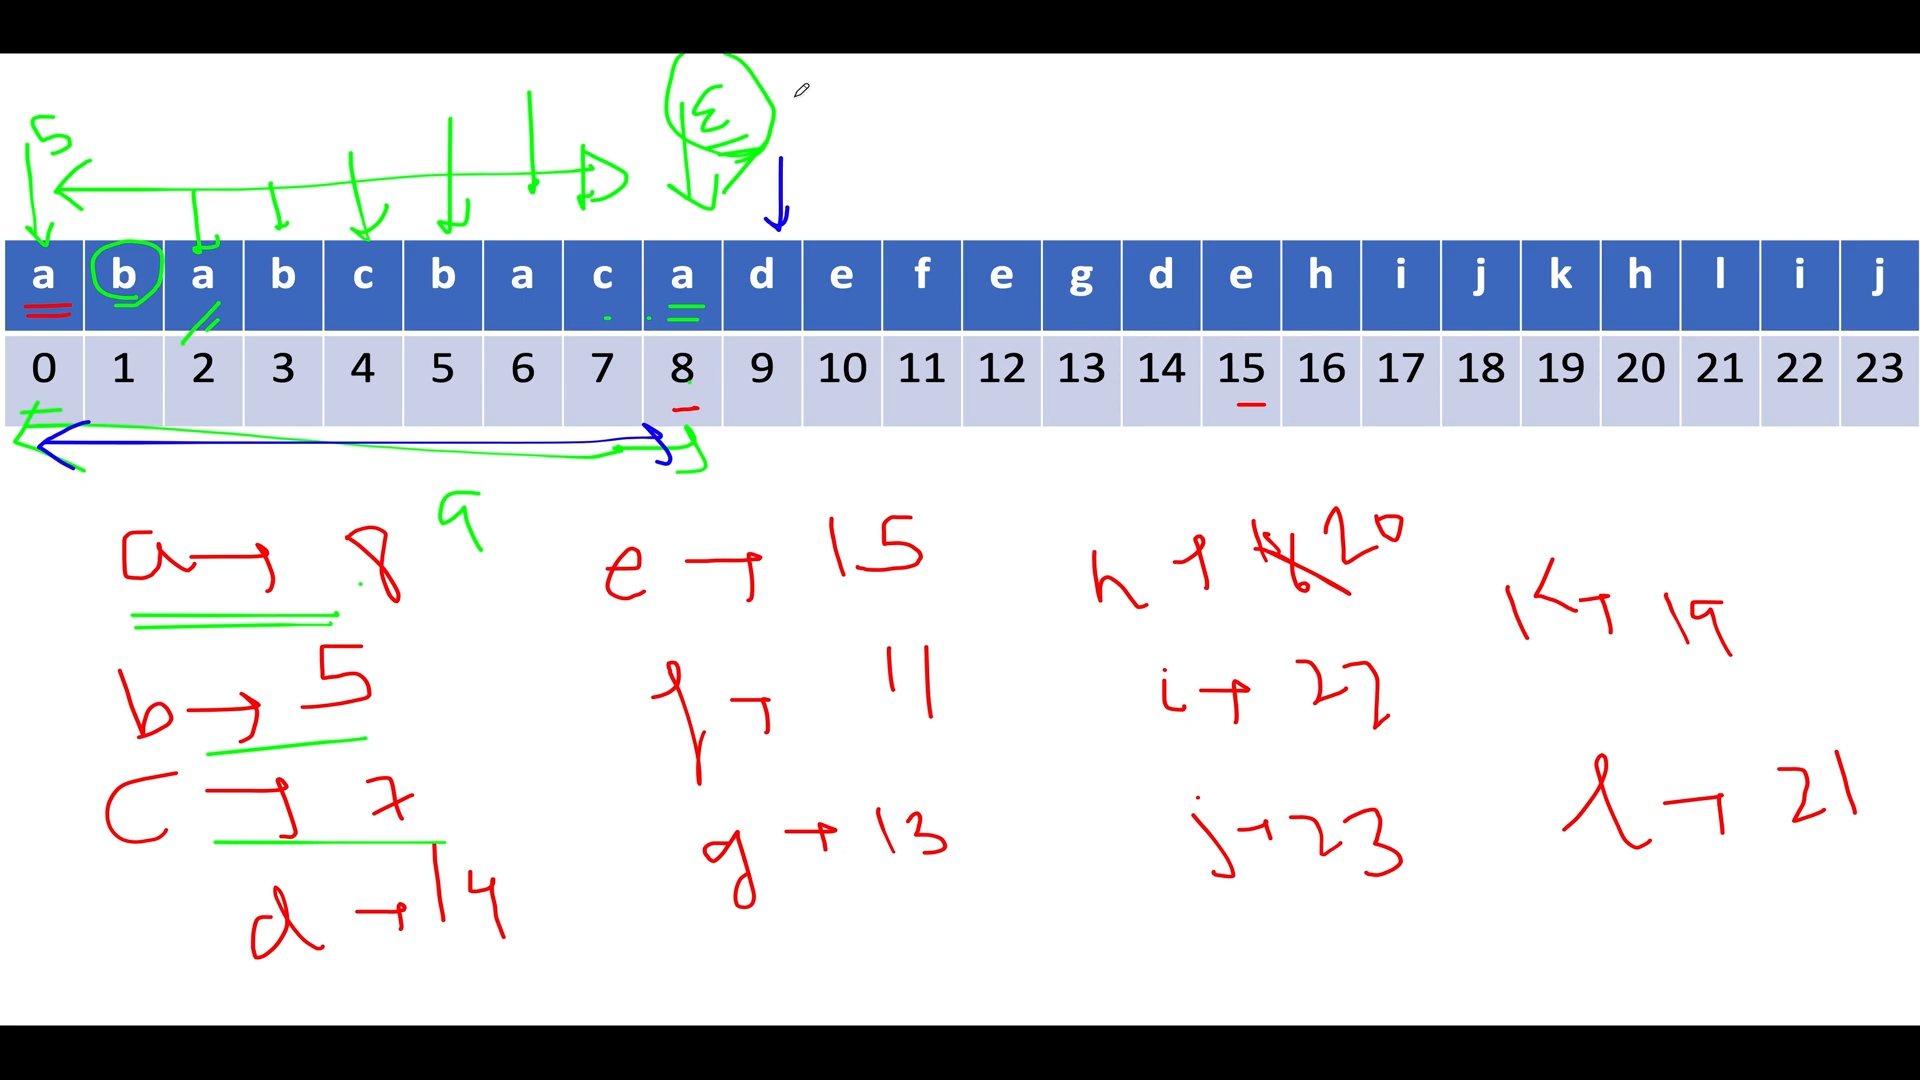 5 ε
a b a b c b a c a d e f e g d e h i j k h l i j
0 1 2 3 4 5 6 7 8 9 10 11 12 13 14 15 16 17 18 19 20 21 22 23
a → 8 9 e → 15 h → 16 20 k → 19
b → 5 f → 11 i → 22
c → 7 g → 13 j → 23 l → 21
d → 14